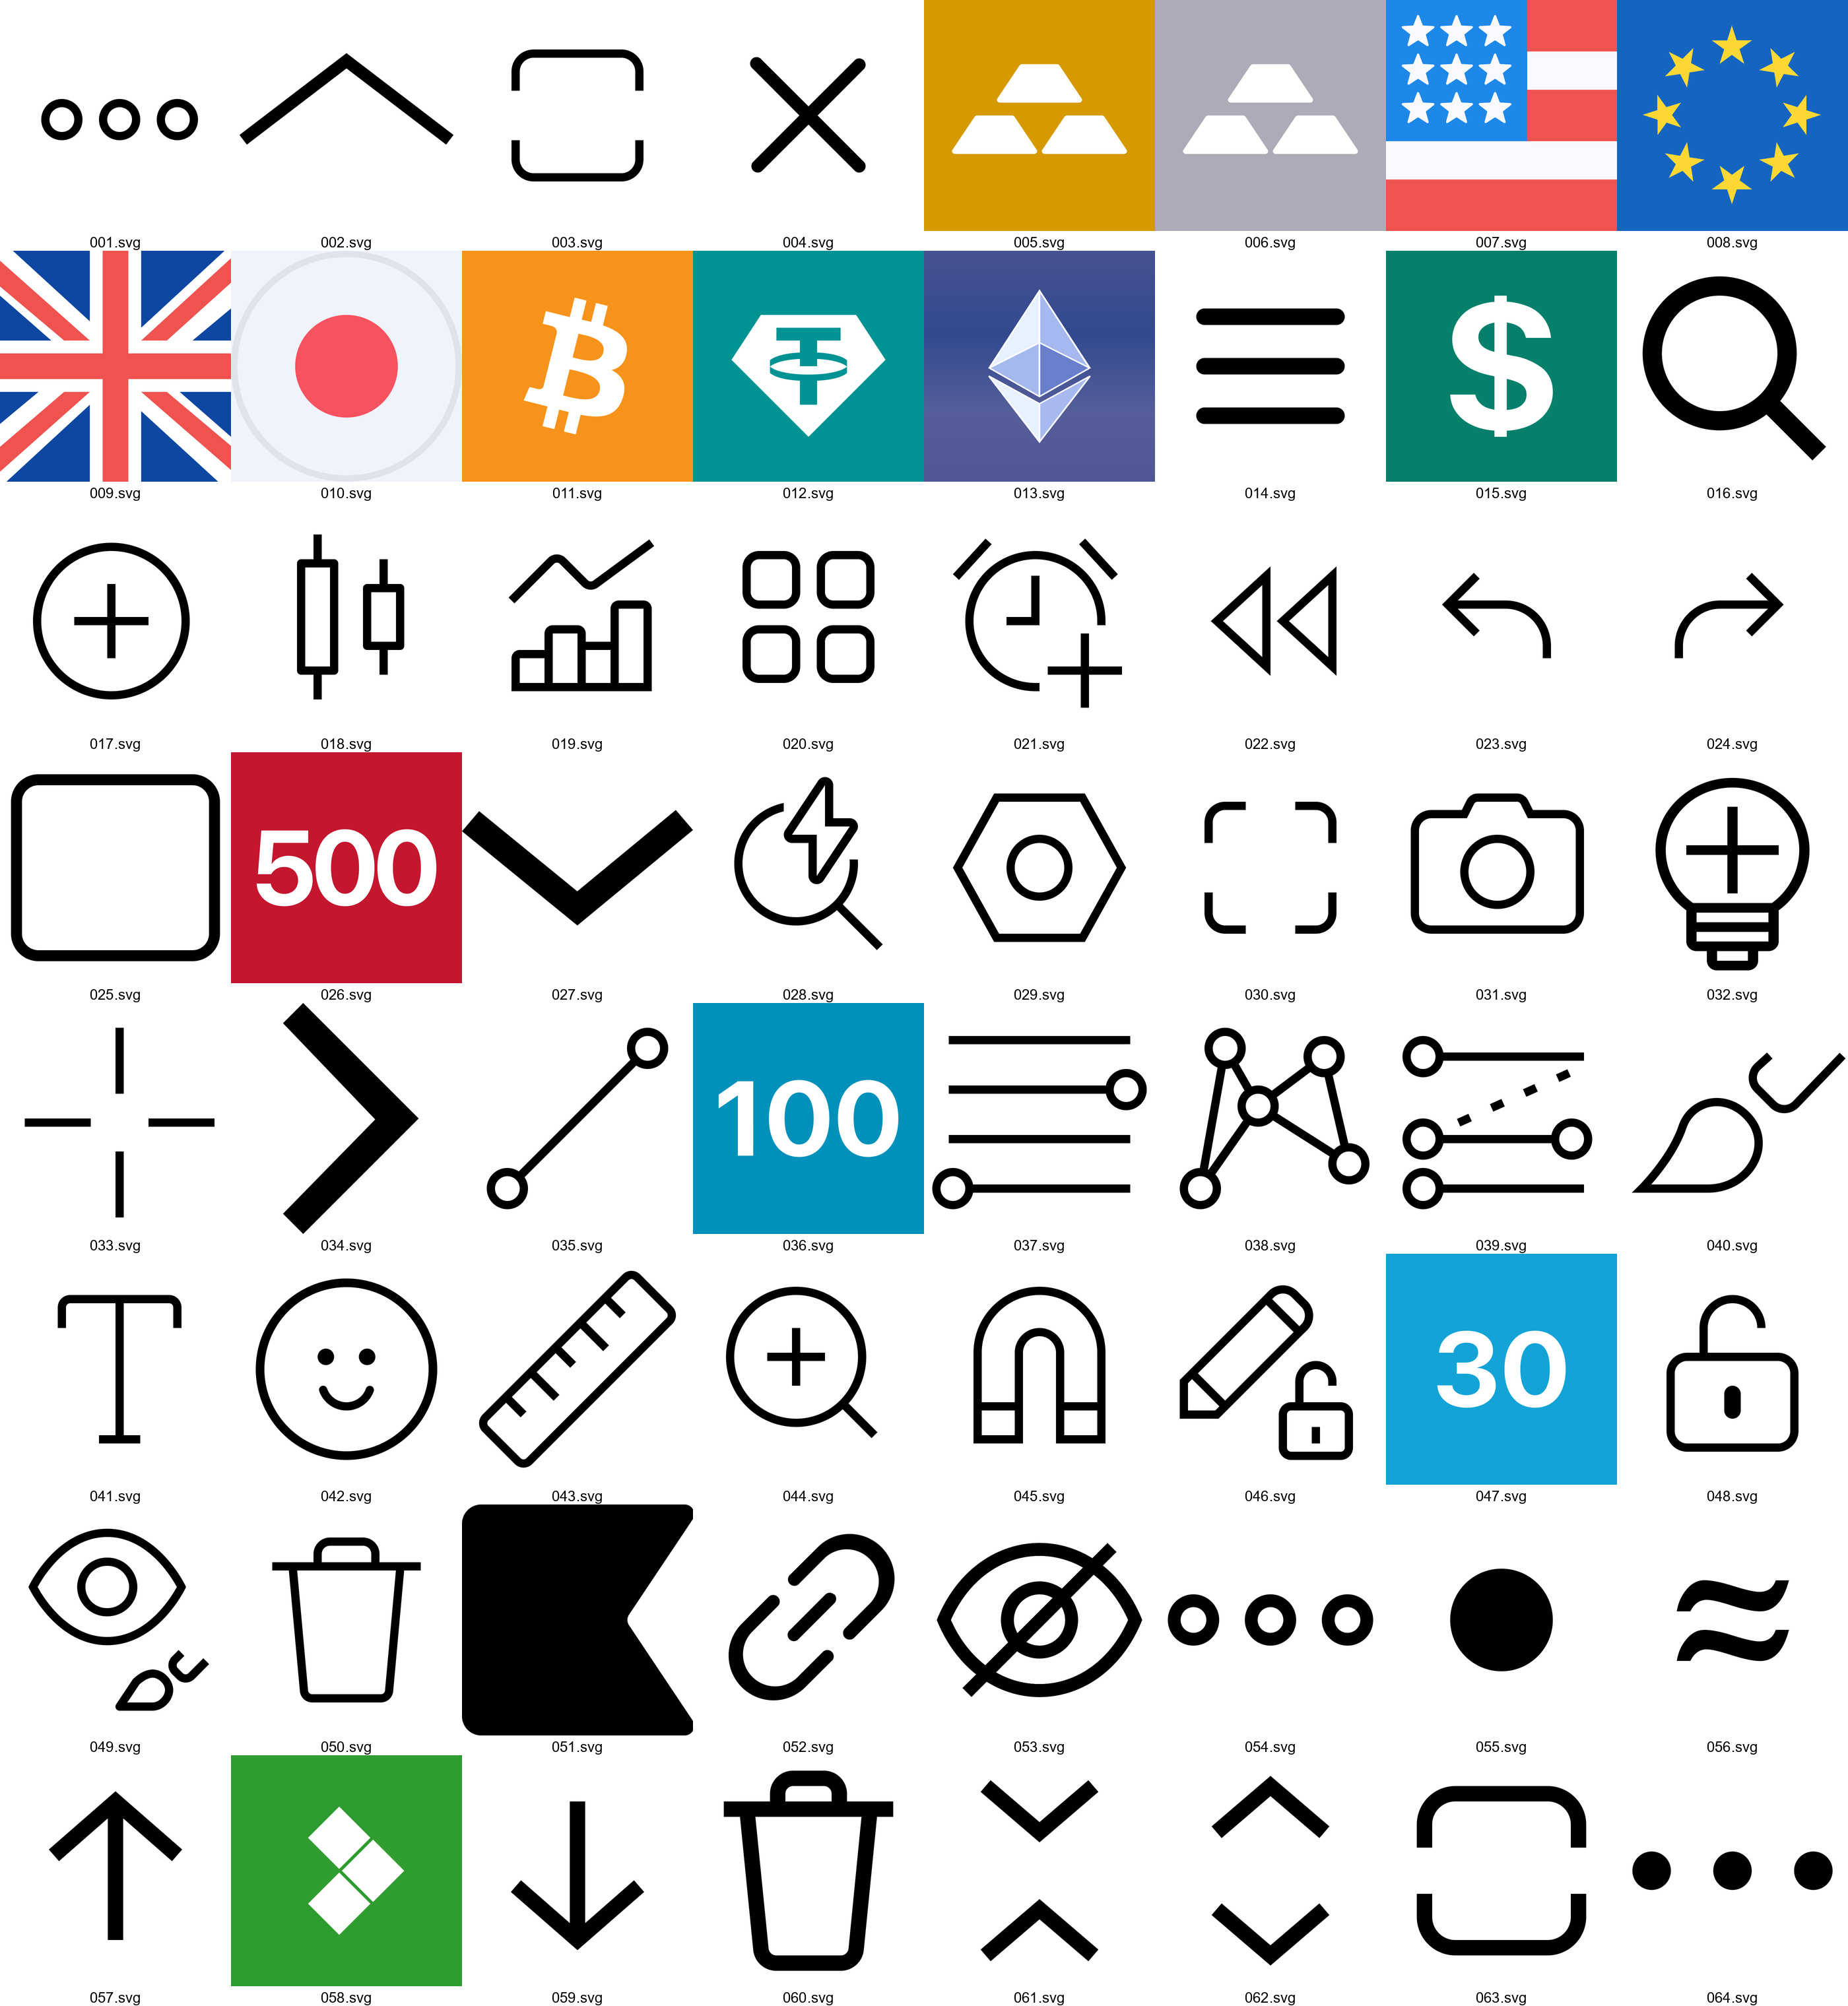 001.svg 002.svg 003.svg 004.svg 005.svg 006.svg 007.svg 008.svg
009.svg 010.svg 011.svg 012.svg 013.svg 014.svg 015.svg 016.svg
$
017.svg 018.svg 019.svg 020.svg 021.svg 022.svg 023.svg 024.svg
500
025.svg 026.svg 027.svg 028.svg 029.svg 030.svg 031.svg 032.svg
100
033.svg 034.svg 035.svg 036.svg 037.svg 038.svg 039.svg 040.svg
30
041.svg 042.svg 043.svg 044.svg 045.svg 046.svg 047.svg 048.svg
049.svg 050.svg 051.svg 052.svg 053.svg 054.svg 055.svg 056.svg
057.svg 058.svg 059.svg 060.svg 061.svg 062.svg 063.svg 064.svg